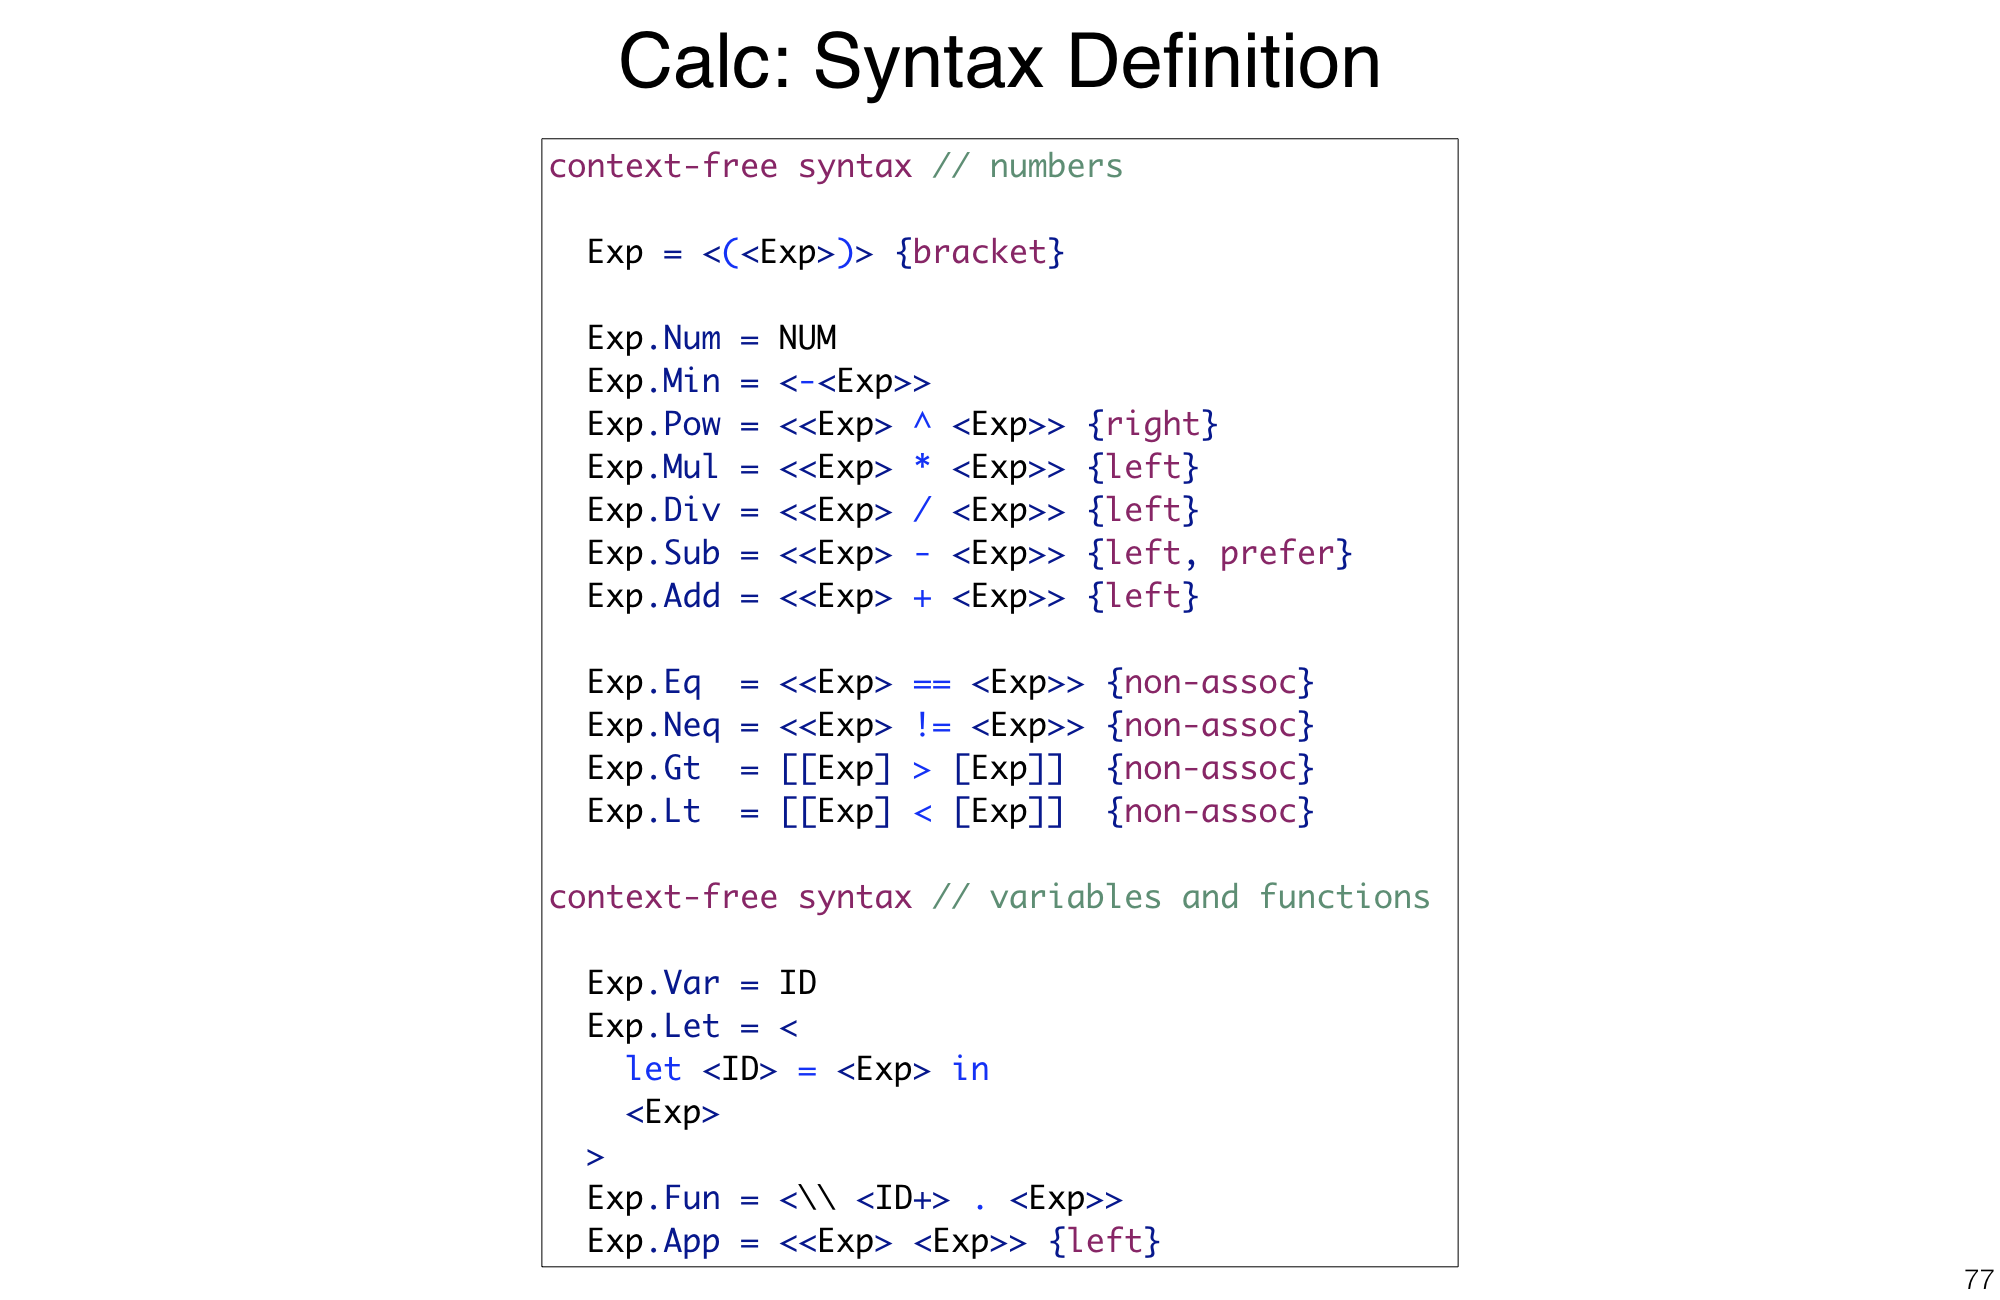 Calc: Syntax Definition
context-free syntax // numbers
Exp = <(<Exp>)> {bracket}
Exp.Num = NUM
Exp.Min = <-<Exp>>
Exp.Pow = <<Exp> ^ <Exp>> {right}
Exp.Mul = <<Exp> * <Exp>> {left}
Exp.Div = <<Exp> / <Exp>> {left}
Exp.Sub = <<Exp> - <Exp>> {left, prefer}
Exp.Add = <<Exp> + <Exp>> {left}
Exp.Eq  = <<Exp> == <Exp>> {non-assoc}
Exp.Neq = <<Exp> != <Exp>> {non-assoc}
Exp.Gt  = [[Exp] > [Exp]]  {non-assoc}
Exp.Lt  = [[Exp] < [Exp]]  {non-assoc}
context-free syntax // variables and functions
Exp.Var = ID
Exp.Let = <
let <ID> = <Exp> in
<Exp>
>
Exp.Fun = <\\ <ID+> . <Exp>>
Exp.App = <<Exp> <Exp>> {left}
77